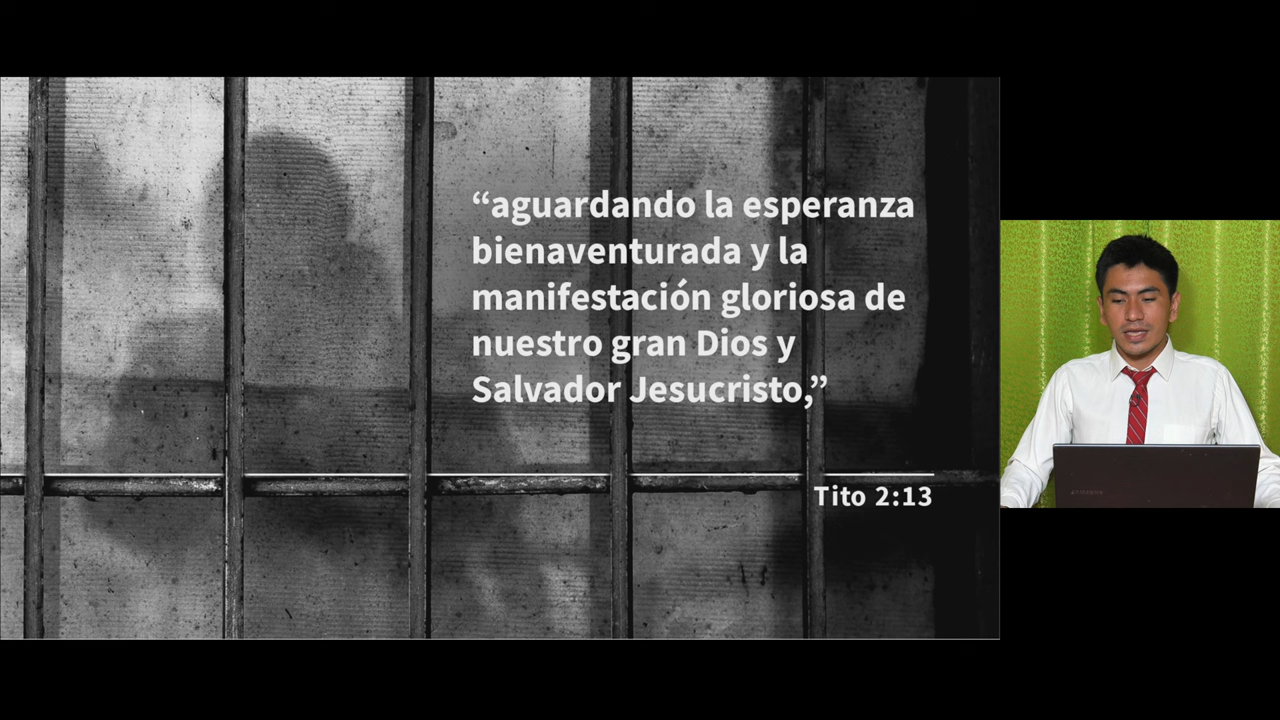 “aguardando la esperanza
bienaventurada y la
manifestación gloriosa de
nuestro gran Dios y
Salvador Jesucristo,”
Tito 2:13